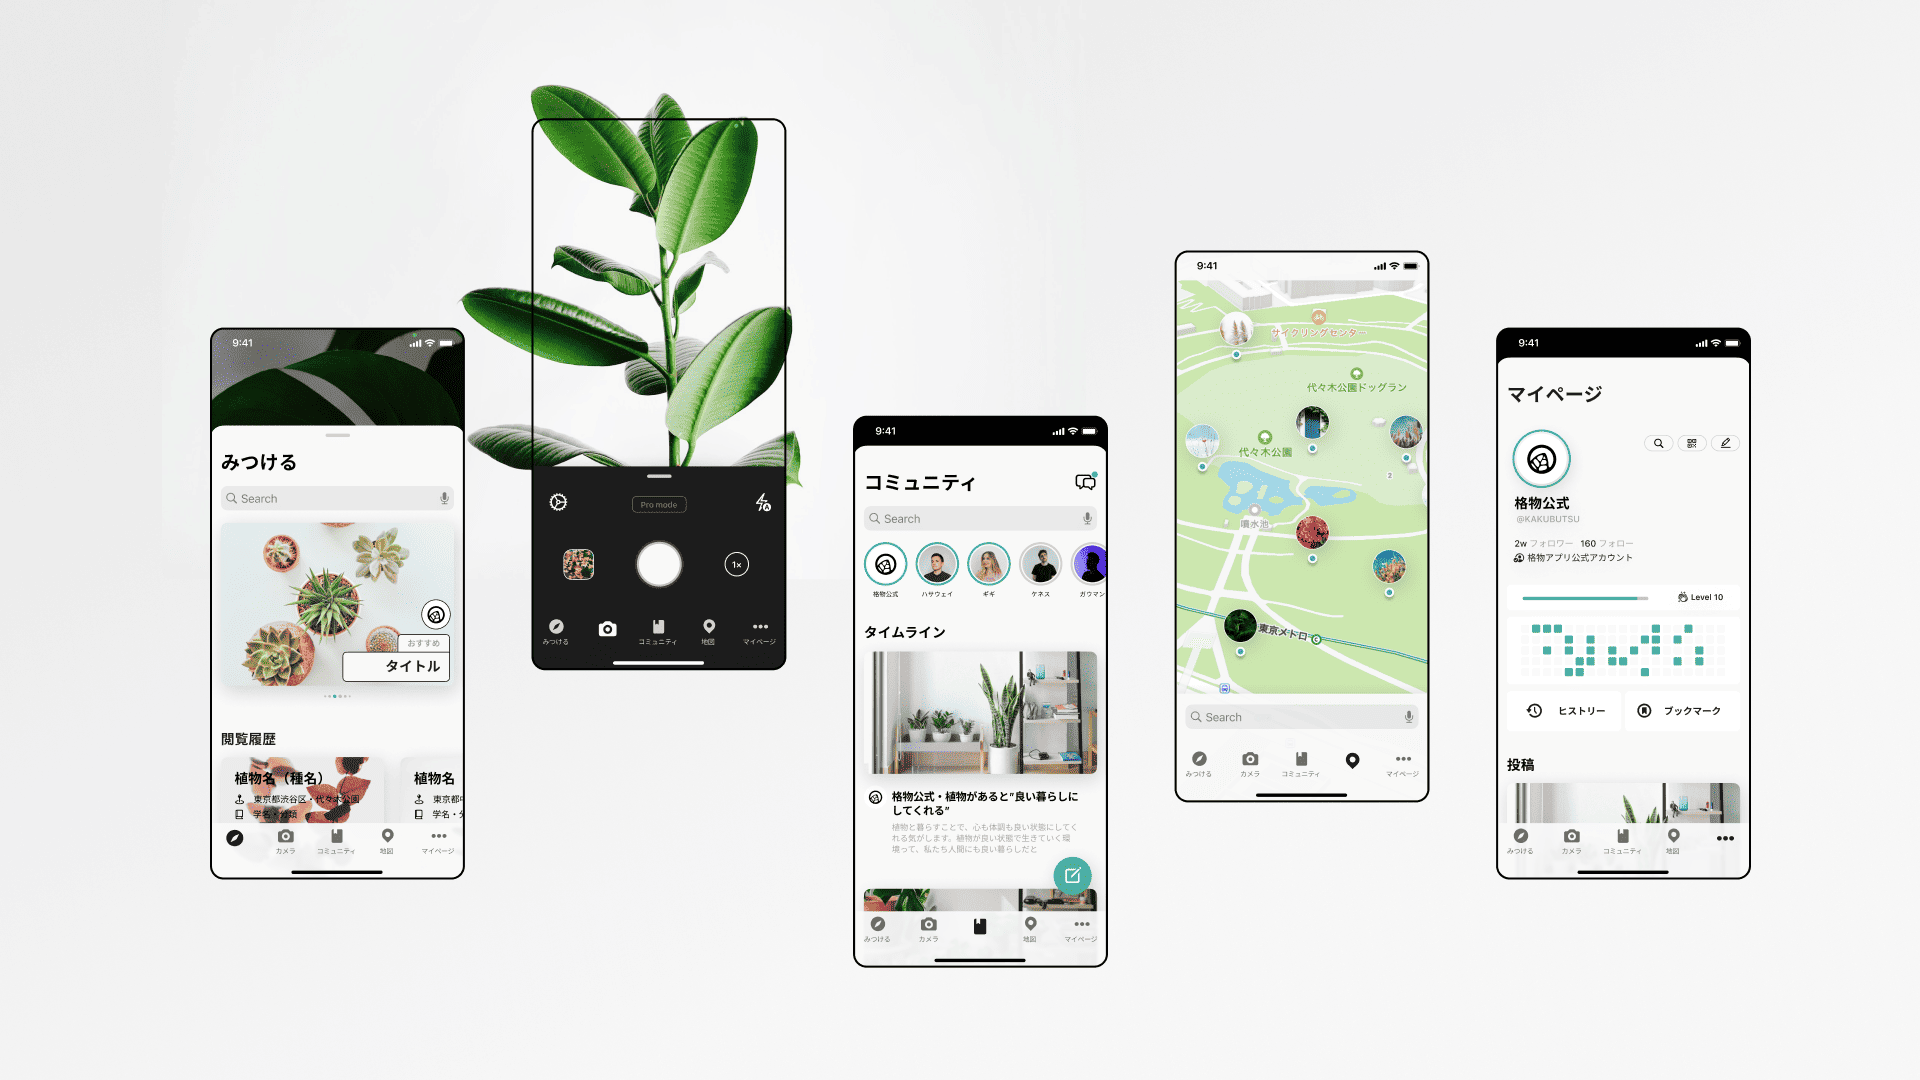 9:41
みつける
Search
おすすめ
タイトル
閲覧履歴
植物名（種名）
東京都渋谷区・代々木公園
学名・分類
植物名
東京都
学名・
カメラ
コミュニティ
地図
マイページ
Pro mode
1×
みつける
コミュニティ
地図
マイページ
9:41
コミュニティ
Search
格物公式
ハサウェイ
ギギ
ケネス
ガウマン
タイムライン
格物公式・植物があると”良い暮らしに
してくれる”
植物と暮らすことで、心も体調も良い状態にしてく
れる気がします。植物が良い状態で生きていく環
境って、私たち人間にも良い暮らしだと
みつける
カメラ
地図
マイページ
9:41
サイクリングセンター
代々木公園ドッグラン
代々木公園
2
噴水池
東京メトロ
C
Search
みつける
カメラ
コミュニティ
マイページ
9:41
マイページ
格物公式
@KAKUBUTSU
2w フォロワー 160 フォロー
格物アプリ公式アカウント
Level 10
ヒストリー
ブックマーク
投稿
みつける
カメラ
コミュニティ
地図